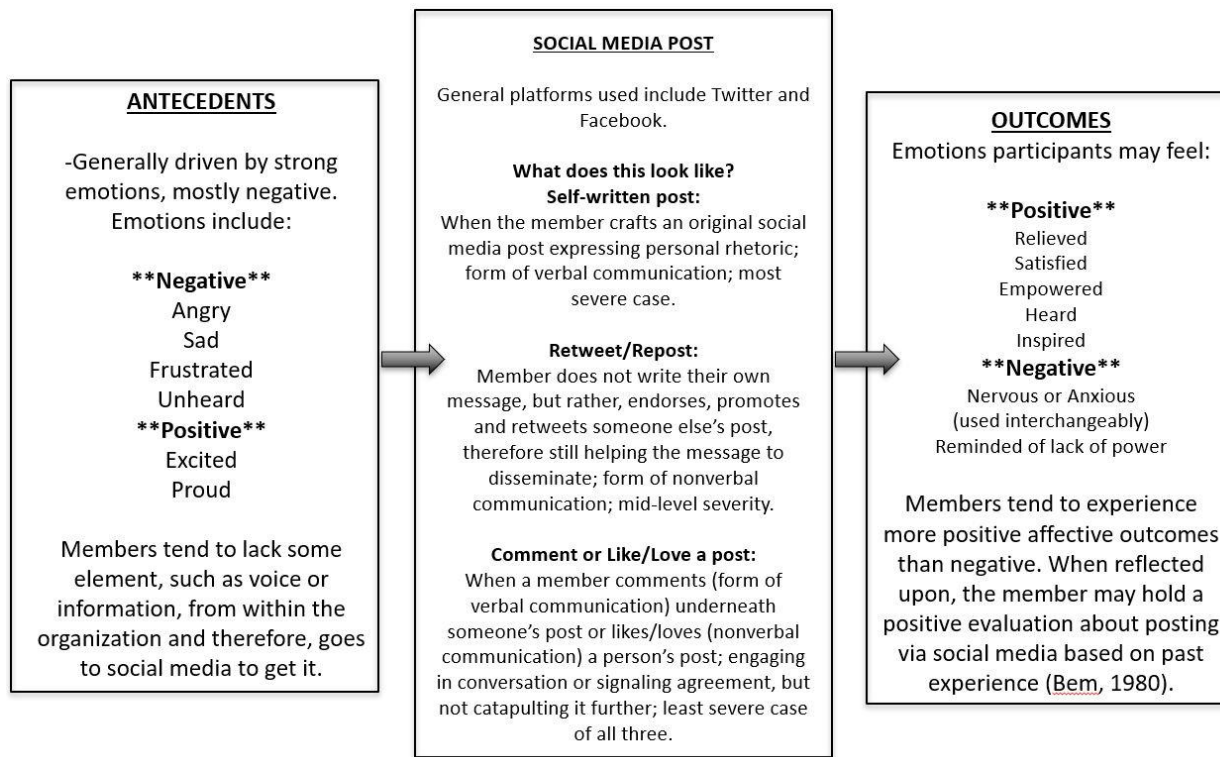 ANTECEDENTS
-Generally driven by strong
emotions, mostly negative.
Emotions include:
**Negative**
Angry
Sad
Frustrated
Unheard
**Positive**
Excited
Proud
Members tend to lack some
element, such as voice or
information, from within the
organization and therefore, goes
to social media to get it.
SOCIAL MEDIA POST
General platforms used include Twitter and
Facebook.
What does this look like?
Self-written post:
When the member crafts an original social
media post expressing personal rhetoric;
form of verbal communication; most
severe case.
Retweet/Repost:
Member does not write their own
message, but rather, endorses, promotes
and retweets someone else’s post,
therefore still helping the message to
disseminate; form of nonverbal
communication; mid-level severity.
Comment or Like/Love a post:
When a member comments (form of
verbal communication) underneath
someone’s post or likes/loves (nonverbal
communication) a person’s post; engaging
in conversation or signaling agreement, but
not catapulting it further; least severe case
of all three.
OUTCOMES
Emotions participants may feel:
**Positive**
Relieved
Satisfied
Empowered
Heard
Inspired
**Negative**
Nervous or Anxious
(used interchangeably)
Reminded of lack of power
Members tend to experience
more positive affective outcomes
than negative. When reflected
upon, the member may hold a
positive evaluation about posting
via social media based on past
experience (Bem, 1980).